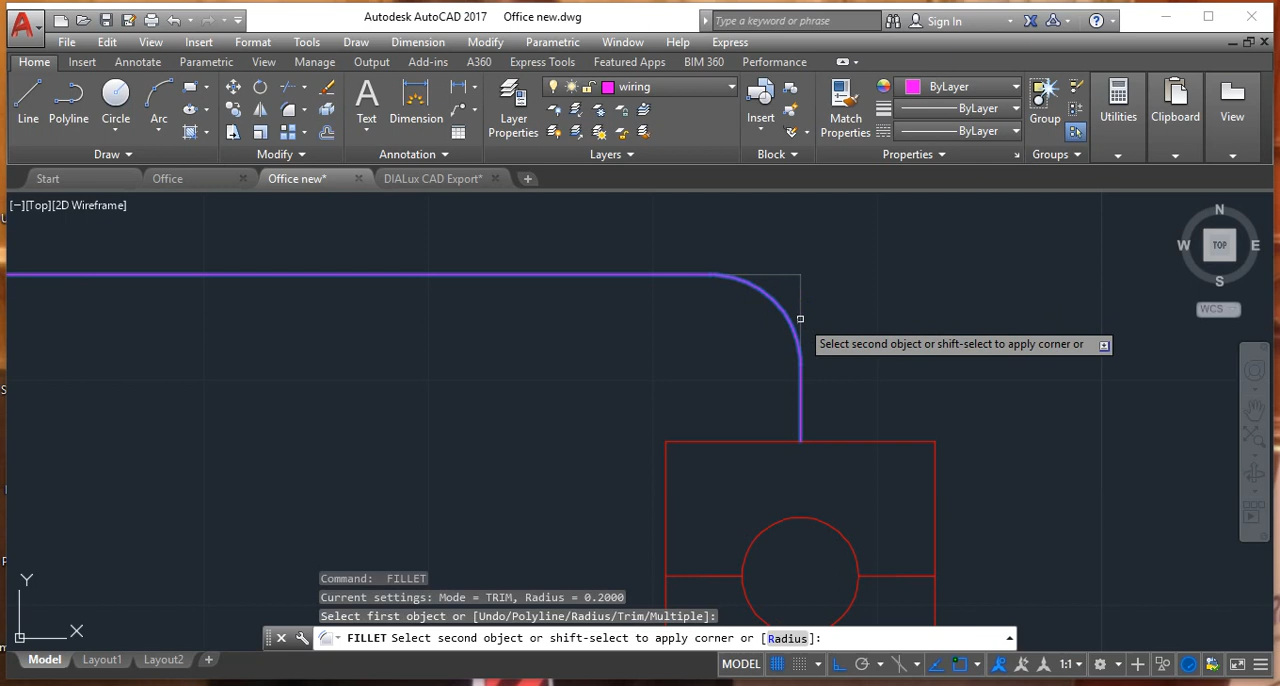 Autodesk AutoCAD 2017 Office new.dwg
Type a keyword or phrase
Sign In
File Edit View Insert Format Tools Draw Dimension Modify Parametric Window Help Express
Home Insert Annotate Parametric View Manage Output Add-ins A360 Express Tools Featured Apps BIM 360 Performance
wiring
ByLayer
ByLayer
ByLayer
Line Polyline Circle Arc
Text Dimension
Layer Properties
Insert
Match Properties
Group
Utilities Clipboard View
Draw Modify Annotation Layers Block Properties Groups
Start Office Office new* DIALux CAD Export*
[−][Top][2D Wireframe]
N
W TOP E
S
WCS
Select second object or shift-select to apply corner or
Command: FILLET
Current settings: Mode = TRIM, Radius = 0.2000
Select first object or [Undo/Polyline/Radius/Trim/Multiple]:
FILLET Select second object or shift-select to apply corner or [Radius]:
Y
X
Model Layout1 Layout2 +
MODEL 1:1